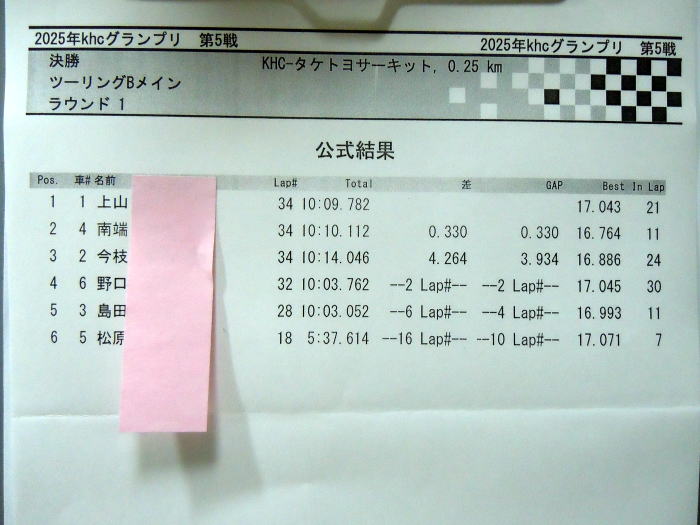 2025年khcグランプリ 第5戦 2025年khcグランプリ 第5戦
決勝 KHC-タケトヨサーキット, 0.25 km
ツーリングBメイン
ラウンド 1
公式結果
Pos. 車# 名前 Lap# Total 差 GAP Best In Lap
1 1 上山 34 10:09.782 17.043 21
2 4 南端 34 10:10.112 0.330 0.330 16.764 11
3 2 今枝 34 10:14.046 4.264 3.934 16.886 24
4 6 野口 32 10:03.762 --2 Lap#-- --2 Lap#-- 17.045 30
5 3 島田 28 10:03.052 --6 Lap#-- --4 Lap#-- 16.993 11
6 5 松原 18 5:37.614 --16 Lap#-- --10 Lap#-- 17.071 7